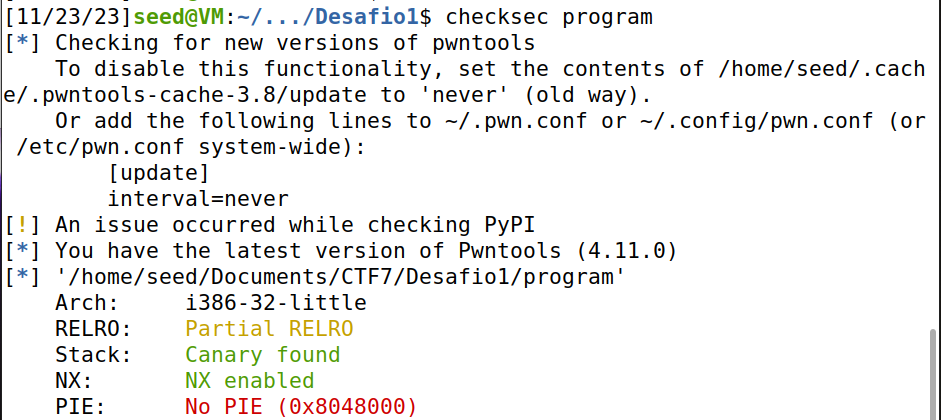 [11/23/23]seed@VM:~/.../Desafio1$ checksec program
[*] Checking for new versions of pwntools
    To disable this functionality, set the contents of /home/seed/.cach
e/.pwntools-cache-3.8/update to 'never' (old way).
    Or add the following lines to ~/.pwn.conf or ~/.config/pwn.conf (or
 /etc/pwn.conf system-wide):
        [update]
        interval=never
[!] An issue occurred while checking PyPI
[*] You have the latest version of Pwntools (4.11.0)
[*] '/home/seed/Documents/CTF7/Desafio1/program'
    Arch:     i386-32-little
    RELRO:    Partial RELRO
    Stack:    Canary found
    NX:       NX enabled
    PIE:      No PIE (0x8048000)